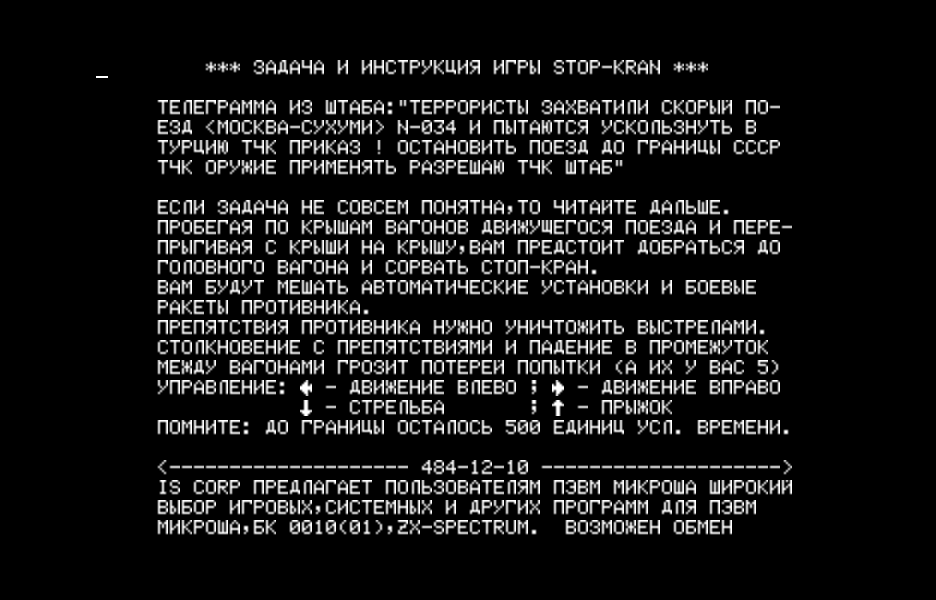 *** ЗАДАЧА И ИНСТРУКЦИЯ ИГРЫ STOP-KRAN ***
ТЕЛЕГРАММА ИЗ ШТАБА:"ТЕРРОРИСТЫ ЗАХВАТИЛИ СКОРЫЙ ПО-
ЕЗД <МОСКВА-СУХУМИ> N-034 И ПЫТАЮТСЯ УСКОЛЬЗНУТЬ В
ТУРЦИЮ ТЧК ПРИКАЗ ! ОСТАНОВИТЬ ПОЕЗД ДО ГРАНИЦЫ СССР
ТЧК ОРУЖИЕ ПРИМЕНЯТЬ РАЗРЕШАЮ ТЧК ШТАБ"
ЕСЛИ ЗАДАЧА НЕ СОВСЕМ ПОНЯТНА,ТО ЧИТАЙТЕ ДАЛЬШЕ.
ПРОБЕГАЯ ПО КРЫШАМ ВАГОНОВ ДВИЖУЩЕГОСЯ ПОЕЗДА И ПЕРЕ-
ПРЫГИВАЯ С КРЫШИ НА КРЫШУ,ВАМ ПРЕДСТОИТ ДОБРАТЬСЯ ДО
ГОЛОВНОГО ВАГОНА И СОРВАТЬ СТОП-КРАН.
ВАМ БУДУТ МЕШАТЬ АВТОМАТИЧЕСКИЕ УСТАНОВКИ И БОЕВЫЕ
РАКЕТЫ ПРОТИВНИКА.
ПРЕПЯТСТВИЯ ПРОТИВНИКА НУЖНО УНИЧТОЖИТЬ ВЫСТРЕЛАМИ.
СТОЛКНОВЕНИЕ С ПРЕПЯТСТВИЯМИ И ПАДЕНИЕ В ПРОМЕЖУТОК
МЕЖДУ ВАГОНАМИ ГРОЗИТ ПОТЕРЕЙ ПОПЫТКИ (А ИХ У ВАС 5)
УПРАВЛЕНИЕ: ← - ДВИЖЕНИЕ ВЛЕВО ; → - ДВИЖЕНИЕ ВПРАВО
↓ - СТРЕЛЬБА ; ↑ - ПРЫЖОК
ПОМНИТЕ: ДО ГРАНИЦЫ ОСТАЛОСЬ 500 ЕДИНИЦ УСЛ. ВРЕМЕНИ.
<-------------------- 484-12-10 -------------------->
IS CORP ПРЕДЛАГАЕТ ПОЛЬЗОВАТЕЛЯМ ПЭВМ МИКРОША ШИРОКИЙ
ВЫБОР ИГРОВЫХ,СИСТЕМНЫХ И ДРУГИХ ПРОГРАММ ДЛЯ ПЭВМ
МИКРОША,БК 0010(01),ZX-SPECTRUM. ВОЗМОЖЕН ОБМЕН